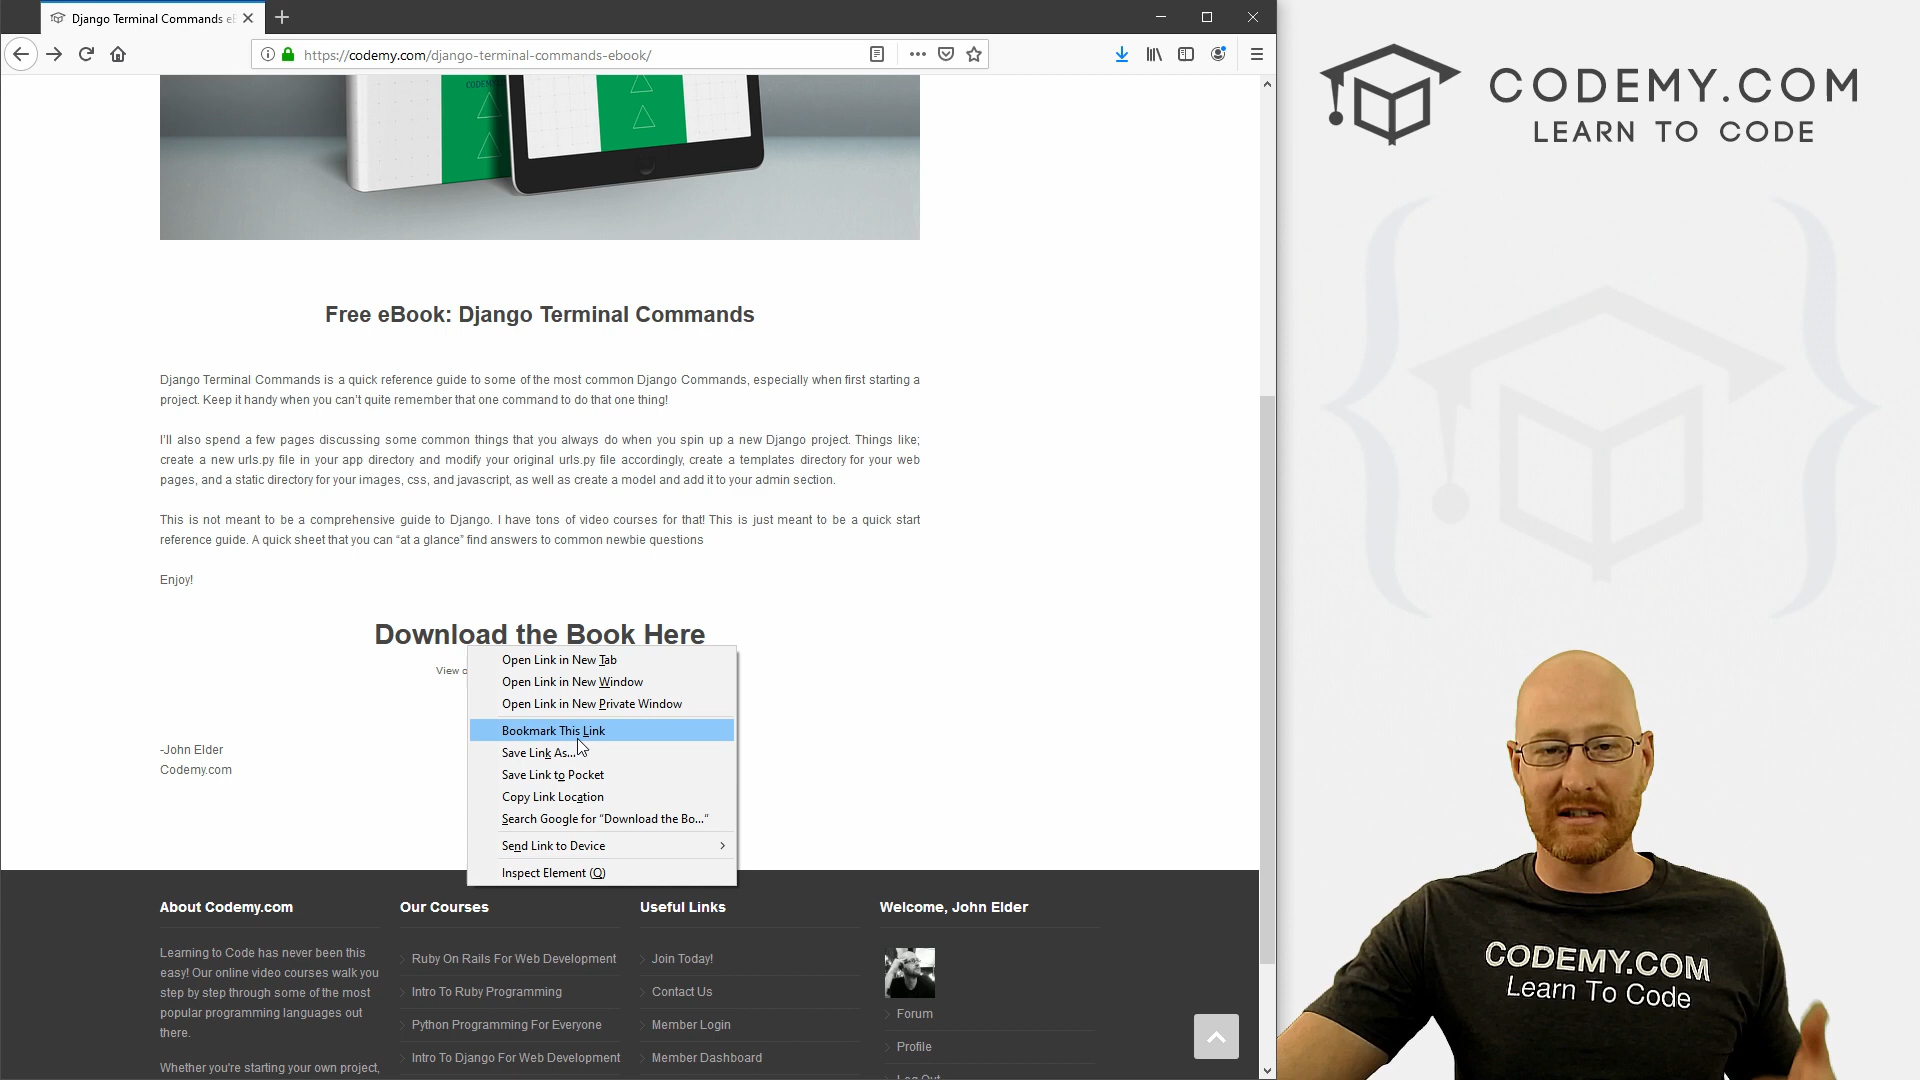 Django Terminal Commands e
https://codemy.com/django-terminal-commands-ebook/
CODEMY
Free eBook: Django Terminal Commands
Django Terminal Commands is a quick reference guide to some of the most common Django Commands, especially when first starting a
project. Keep it handy when you can't quite remember that one command to do that one thing!
I'll also spend a few pages discussing some common things that you always do when you spin up a new Django project. Things like;
create a new urls.py file in your app directory and modify your original urls.py file accordingly, create a templates directory for your web
pages, and a static directory for your images, css, and javascript, as well as create a model and add it to your admin section.
This is not meant to be a comprehensive guide to Django. I have tons of video courses for that! This is just meant to be a quick start
reference guide. A quick sheet that you can “at a glance” find answers to common newbie questions
Enjoy!
Download the Book Here
View o
Open Link in New Tab
Open Link in New Window
Open Link in New Private Window
Bookmark This Link
Save Link As...
Save Link to Pocket
Copy Link Location
Search Google for “Download the Bo...”
Send Link to Device
Inspect Element (Q)
-John Elder
Codemy.com
About Codemy.com
Learning to Code has never been this
easy! Our online video courses walk you
step by step through some of the most
popular programming languages out
there.
Whether you're starting your own project,
Our Courses
Ruby On Rails For Web Development
Intro To Ruby Programming
Python Programming For Everyone
Intro To Django For Web Development
Useful Links
Join Today!
Contact Us
Member Login
Member Dashboard
Welcome, John Elder
Forum
Profile
Log Out
CODEMY.COM
LEARN TO CODE
CODEMY.COM
Learn To Code